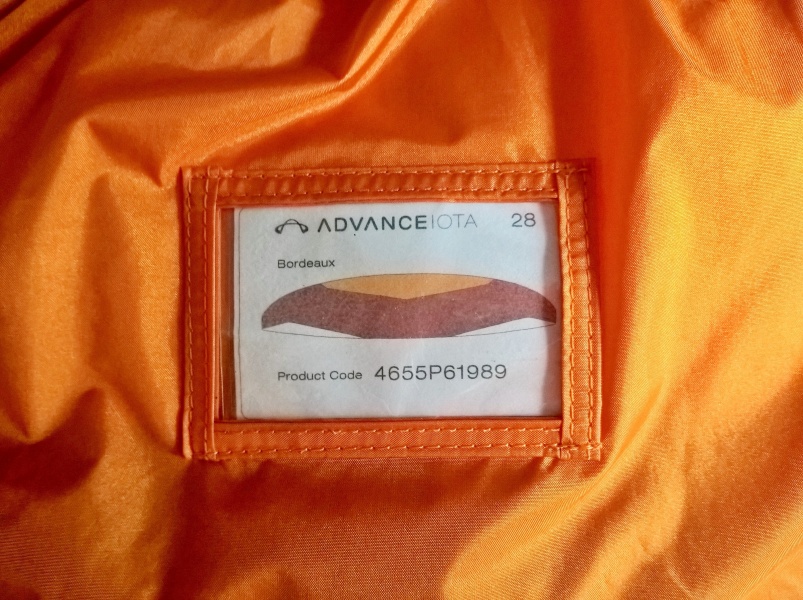 ADVANCE IOTA 28
Bordeaux
Product Code 4655P61989